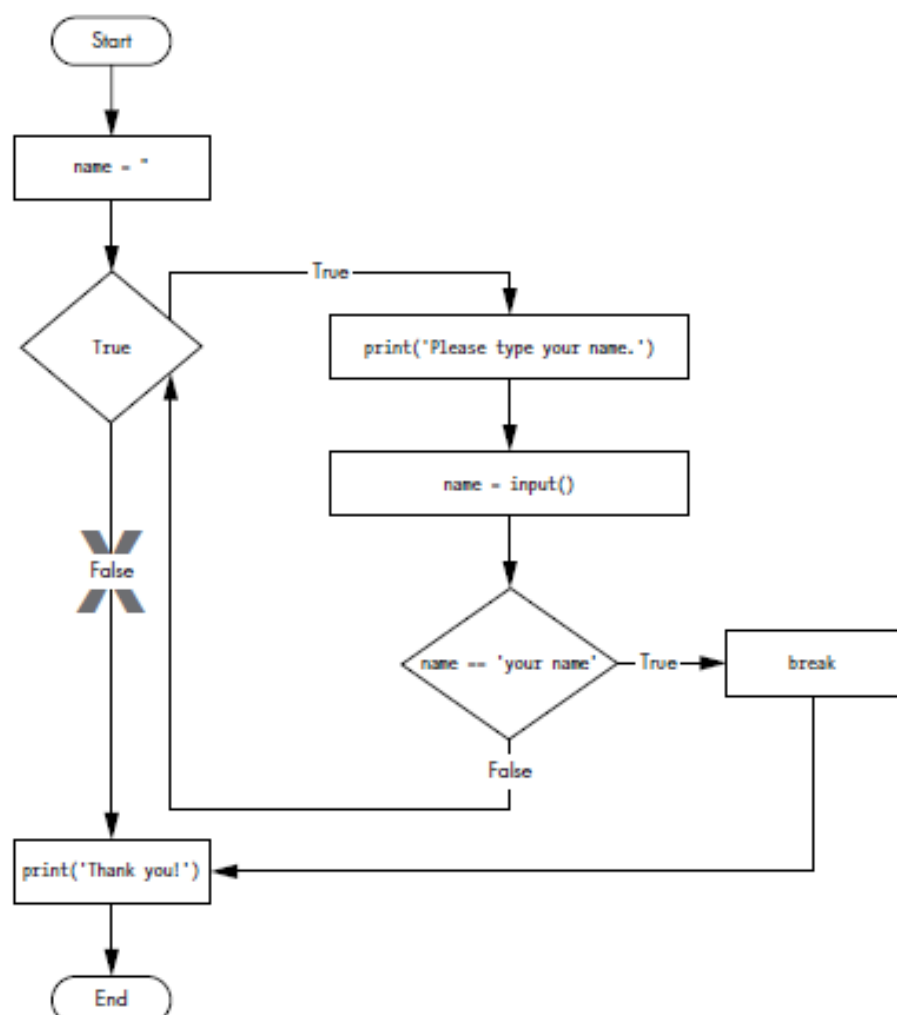 Start
name = ''
True
True
print('Please type your name.')
name = input()
False
name == 'your name'
True
break
False
print('Thank you!')
End